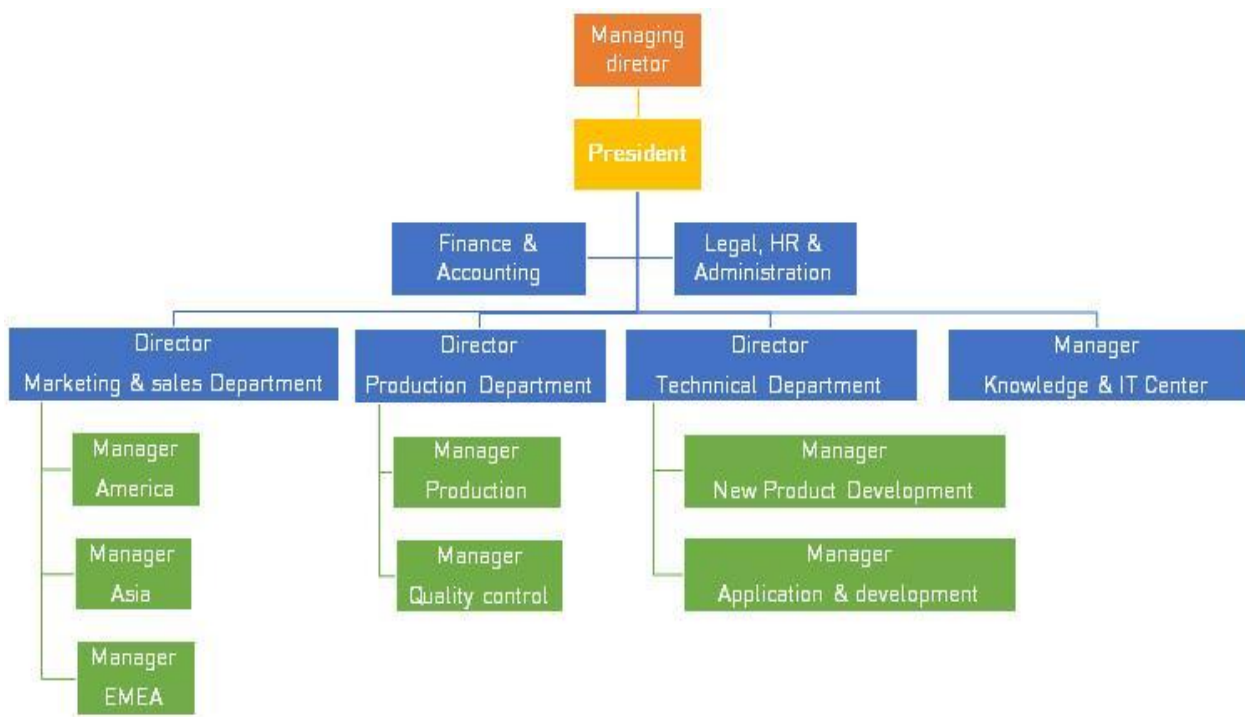 Managing
diretor
President
Finance &
Accounting
Legal, HR &
Administration
Director
Marketing & sales Department
Director
Production Department
Director
Technnical Department
Manager
Knowledge & IT Center
Manager
America
Manager
Asia
Manager
EMEA
Manager
Production
Manager
Quality control
Manager
New Product Development
Manager
Application & development